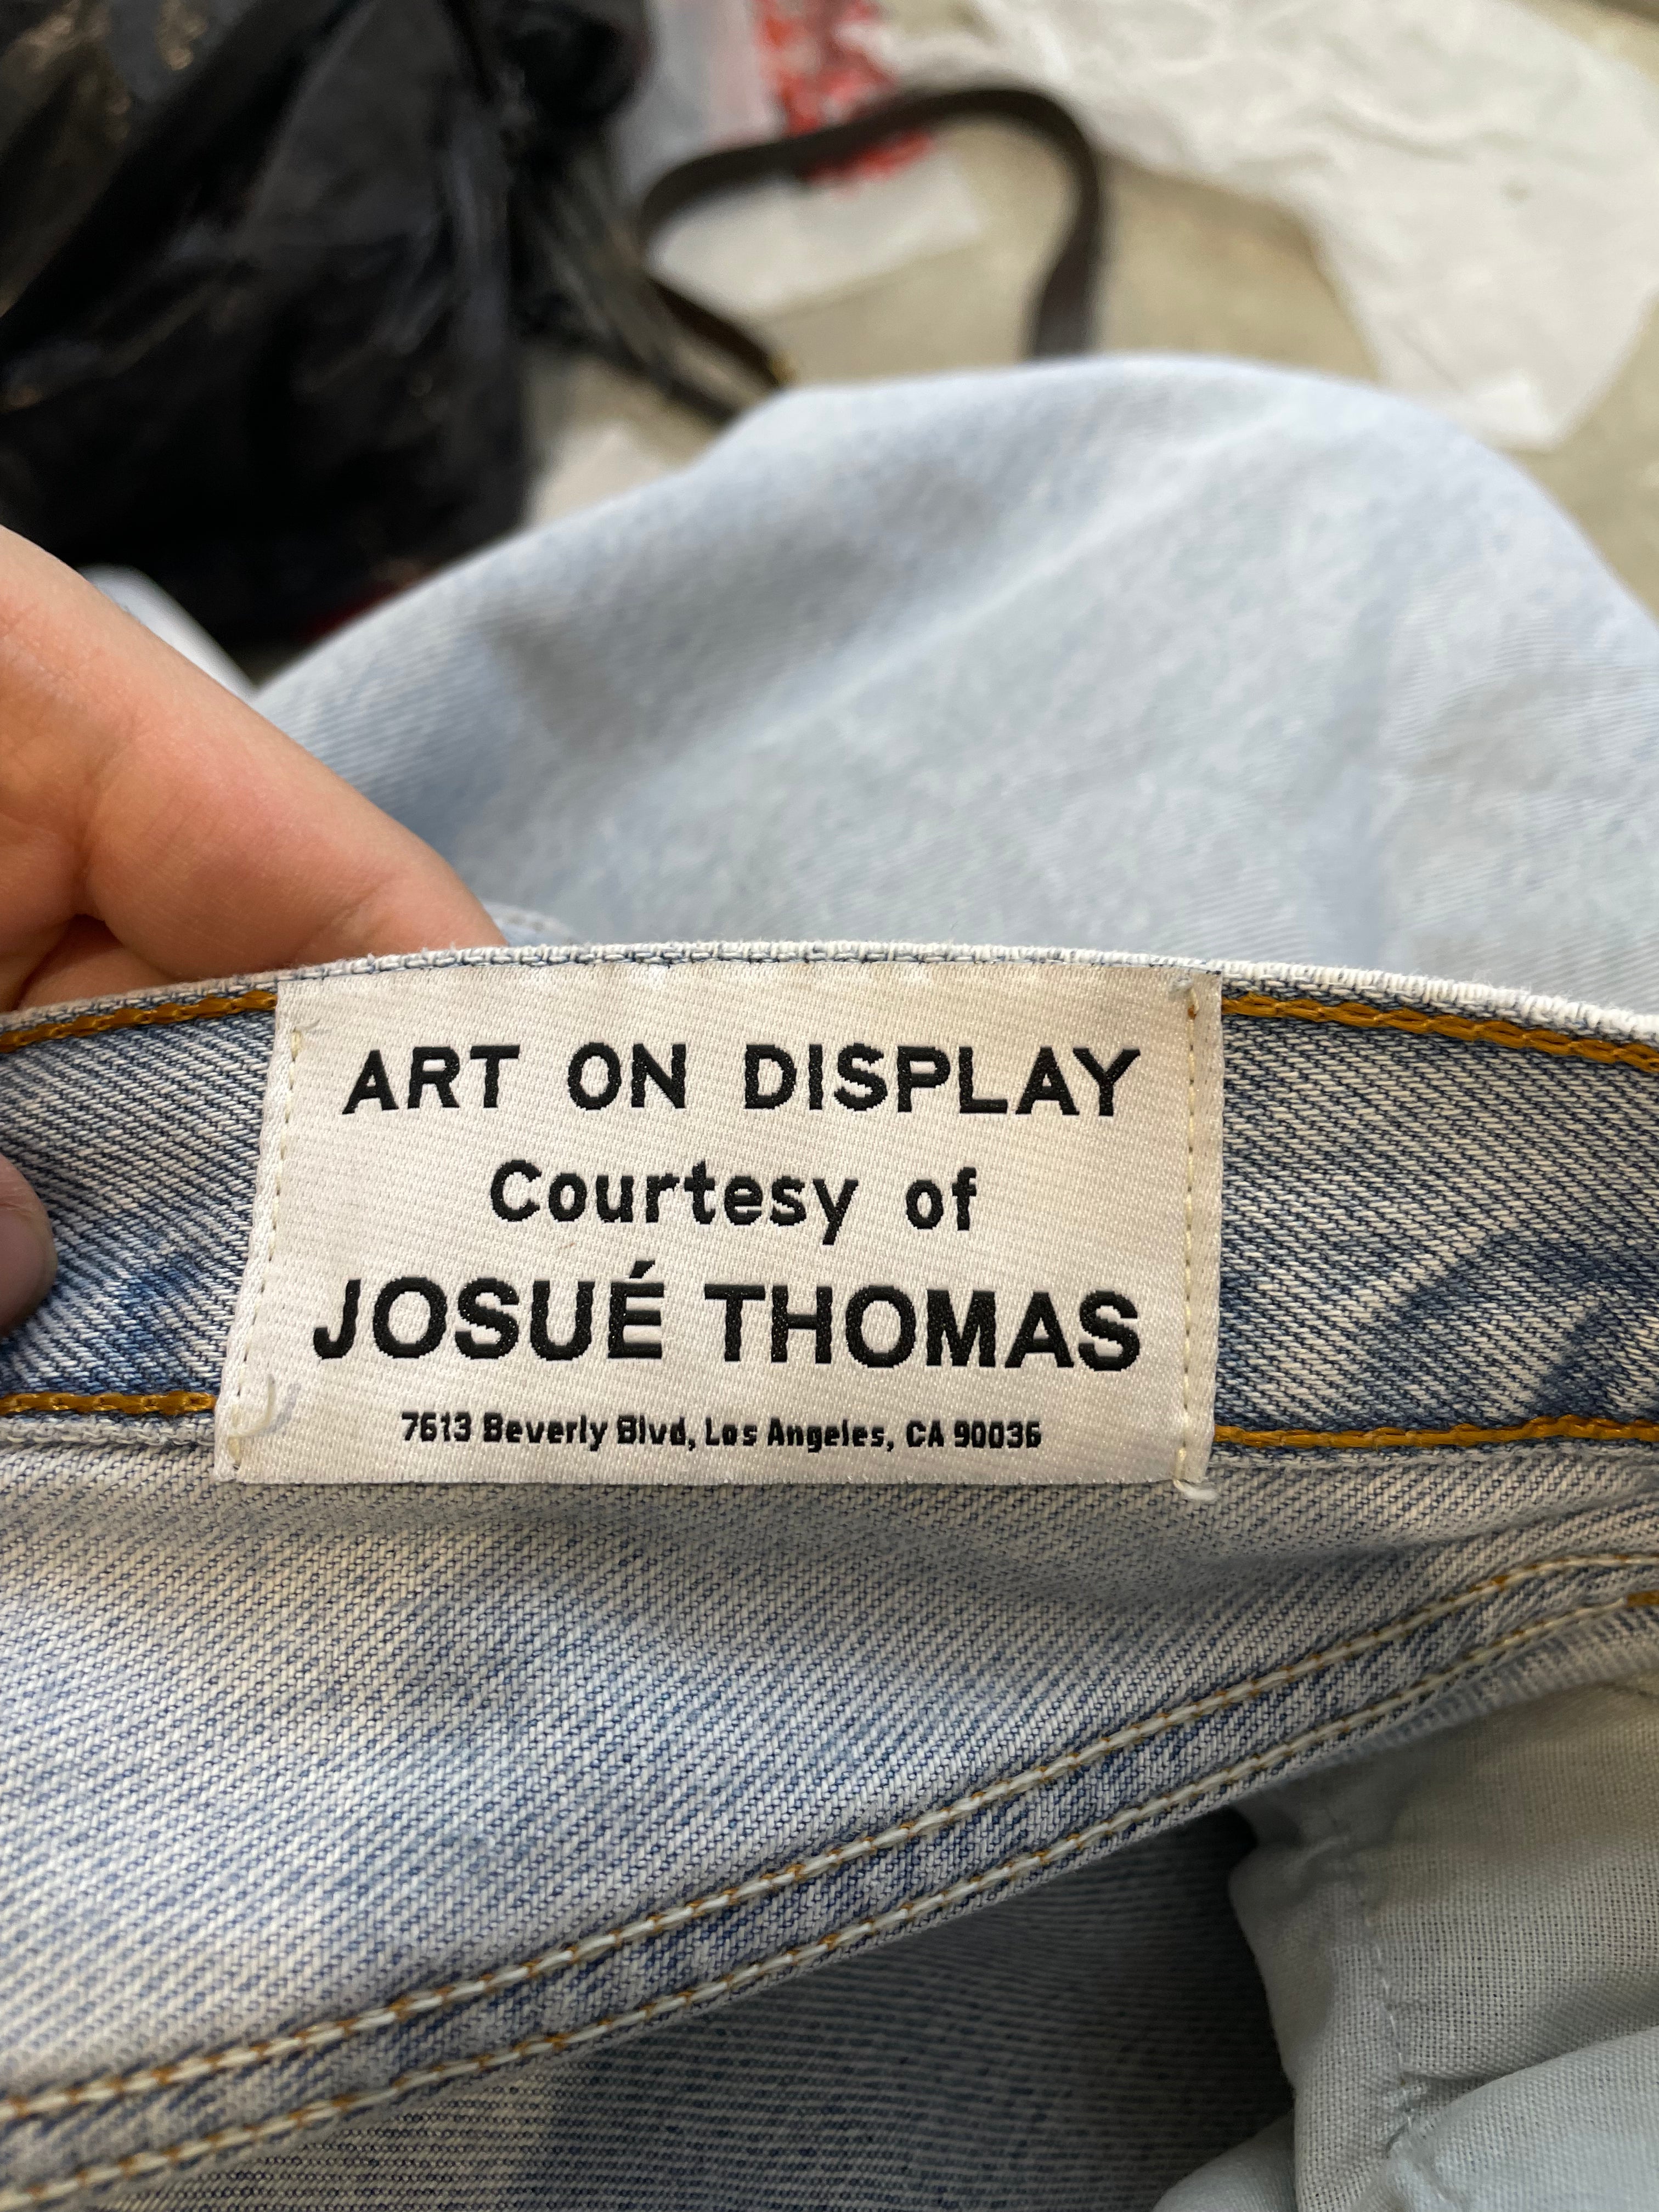 ART ON DISPLAY
Courtesy of
JOSUÉ THOMAS
7613 Beverly Blvd, Los Angeles, CA 90036